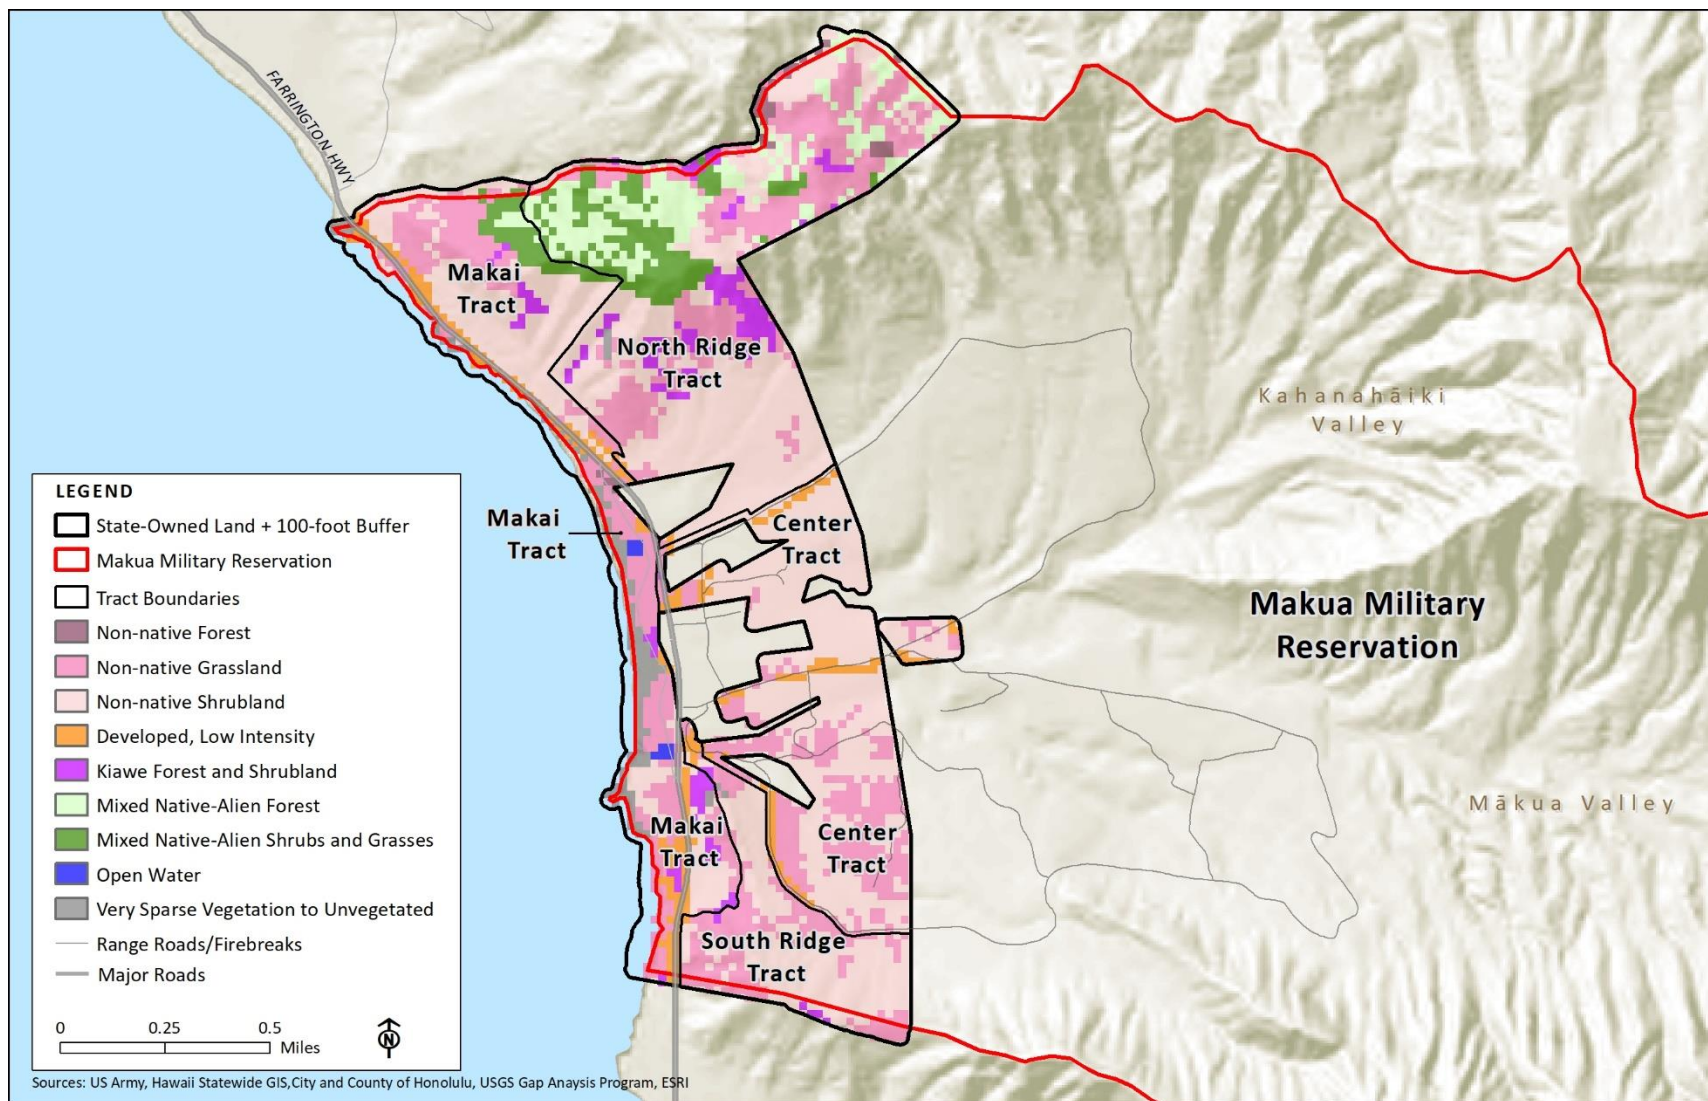 FARRINGTON HWY
Makai
Tract
North Ridge
Tract
Kahanahāiki
Valley
LEGEND
State-Owned Land + 100-foot Buffer
Makua Military Reservation
Tract Boundaries
Non-native Forest
Non-native Grassland
Non-native Shrubland
Developed, Low Intensity
Kiawe Forest and Shrubland
Mixed Native-Alien Forest
Mixed Native-Alien Shrubs and Grasses
Open Water
Very Sparse Vegetation to Unvegetated
Range Roads/Firebreaks
Major Roads
0 0.25 0.5
Miles
N
Makai
Tract
Center
Tract
Makua Military
Reservation
Mākua Valley
Makai
Tract
Center
Tract
South Ridge
Tract
Sources: US Army, Hawaii Statewide GIS,City and County of Honolulu, USGS Gap Anaysis Program, ESRI